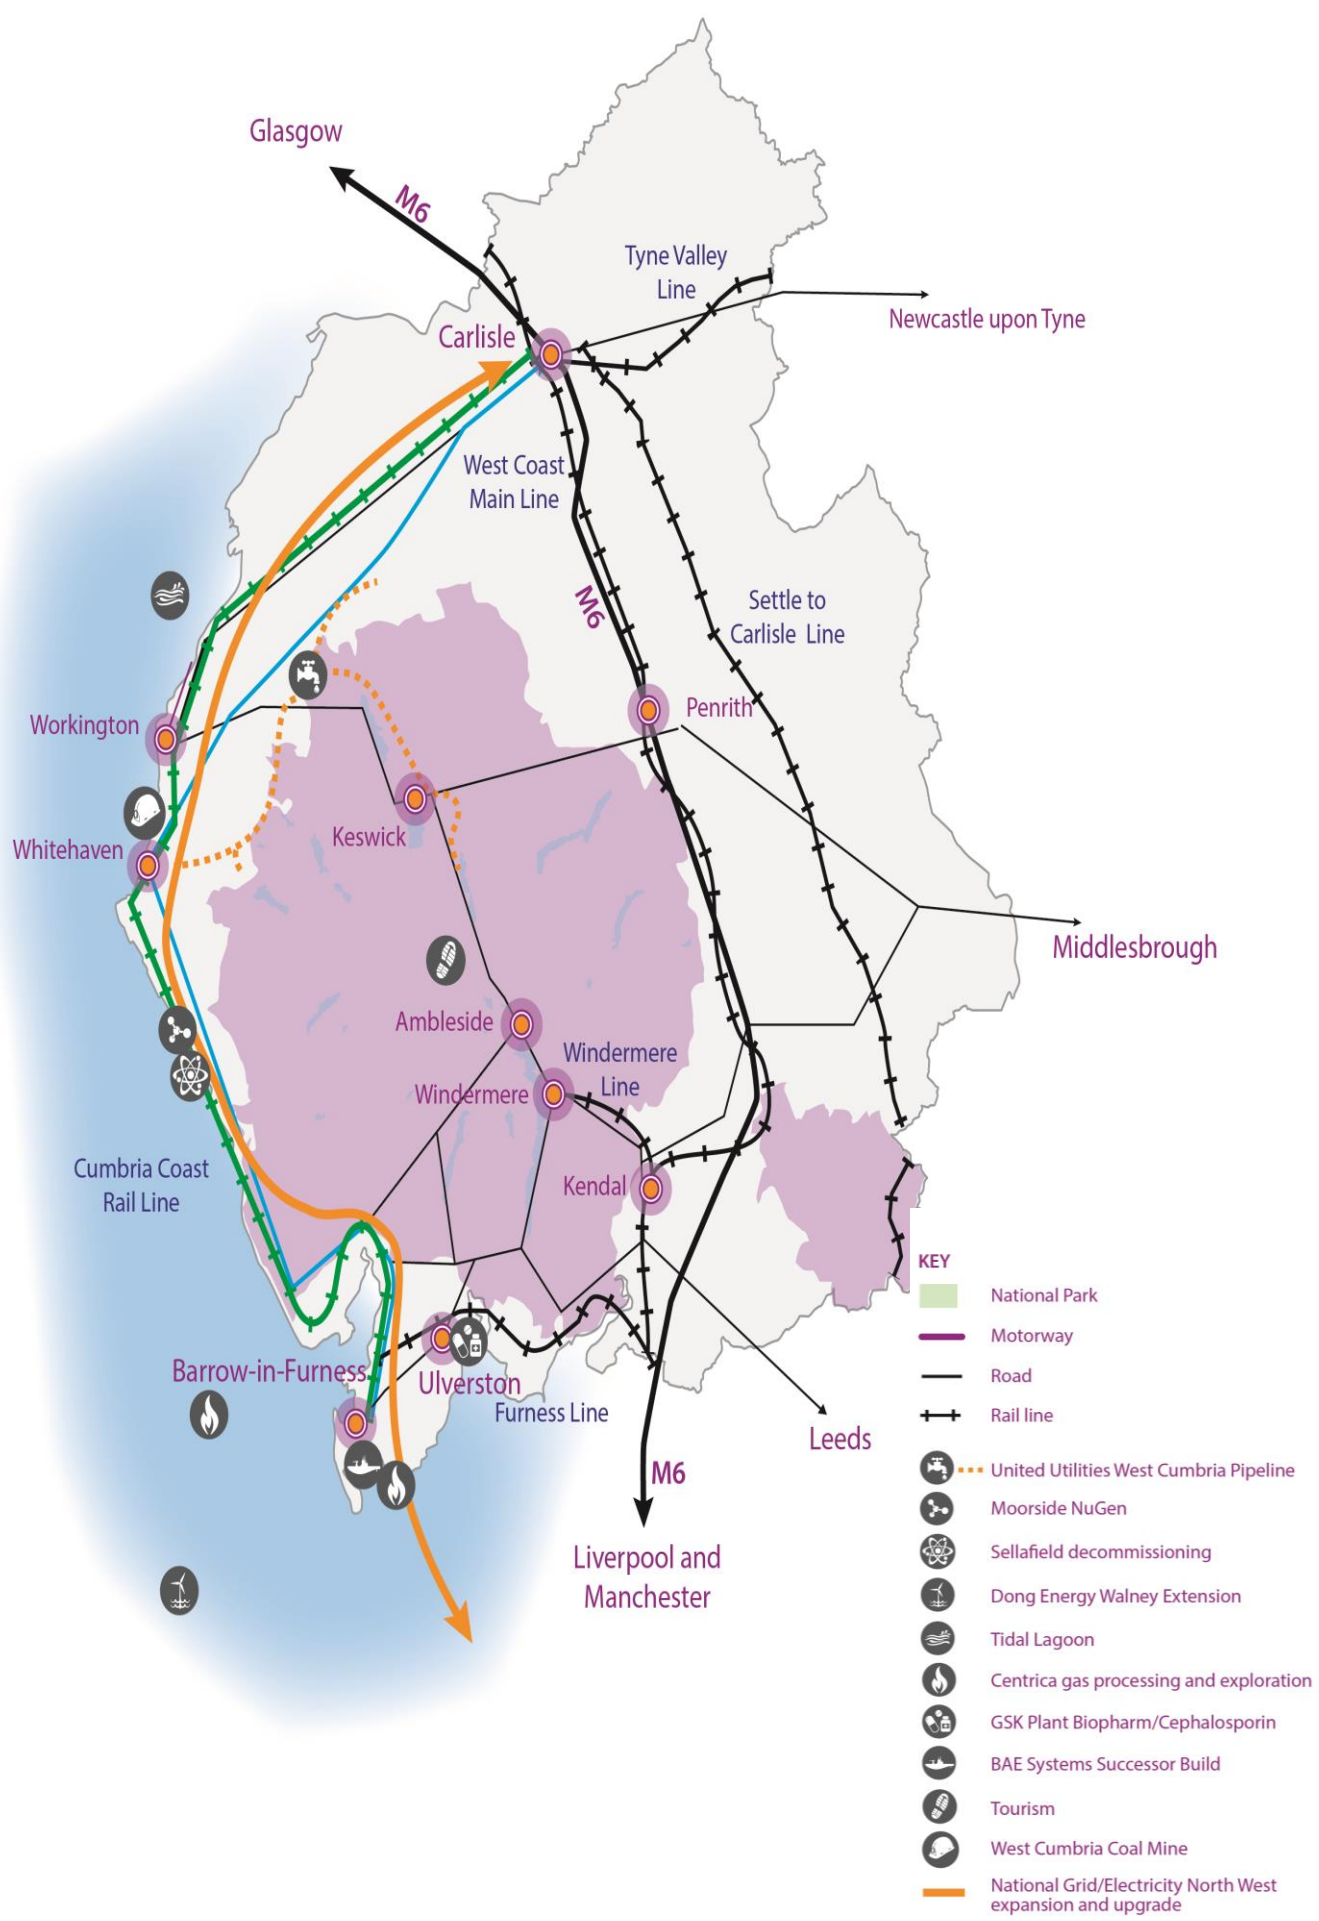 Glasgow
M6
Tyne Valley
Line
Newcastle upon Tyne
Carlisle
West Coast
Main Line
M6
Settle to
Carlisle Line
Workington
Penrith
Keswick
Whitehaven
Middlesbrough
Ambleside
Windermere
Line
Windermere
Cumbria Coast
Rail Line
Kendal
Barrow-in-Furness
Ulverston
Furness Line
Leeds
M6
Liverpool and
Manchester
KEY
National Park
Motorway
Road
Rail line
United Utilities West Cumbria Pipeline
Moorside NuGen
Sellafield decommissioning
Dong Energy Walney Extension
Tidal Lagoon
Centrica gas processing and exploration
GSK Plant Biopharm/Cephalosporin
BAE Systems Successor Build
Tourism
West Cumbria Coal Mine
National Grid/Electricity North West
expansion and upgrade